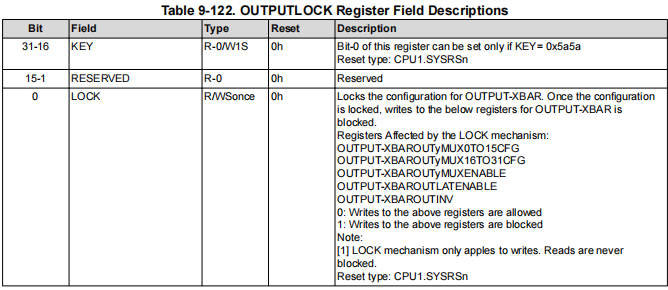 Table 9-122. OUTPUTLOCK Register Field Descriptions
Bit Field Type Reset Description
31-16 KEY R-0/W1S 0h Bit-0 of this register can be set only if KEY= 0x5a5a
Reset type: CPU1.SYSRSn
15-1 RESERVED R-0 0h Reserved
0 LOCK R/WSonce 0h Locks the configuration for OUTPUT-XBAR. Once the configuration
is locked, writes to the below registers for OUTPUT-XBAR is
blocked.
Registers Affected by the LOCK mechanism:
OUTPUT-XBAROUTyMUX0TO15CFG
OUTPUT-XBAROUTyMUX16TO31CFG
OUTPUT-XBAROUTyMUXENABLE
OUTPUT-XBAROUTLATENABLE
OUTPUT-XBAROUTINV
0: Writes to the above registers are allowed
1: Writes to the above registers are blocked
Note:
[1] LOCK mechanism only apples to writes. Reads are never
blocked.
Reset type: CPU1.SYSRSn